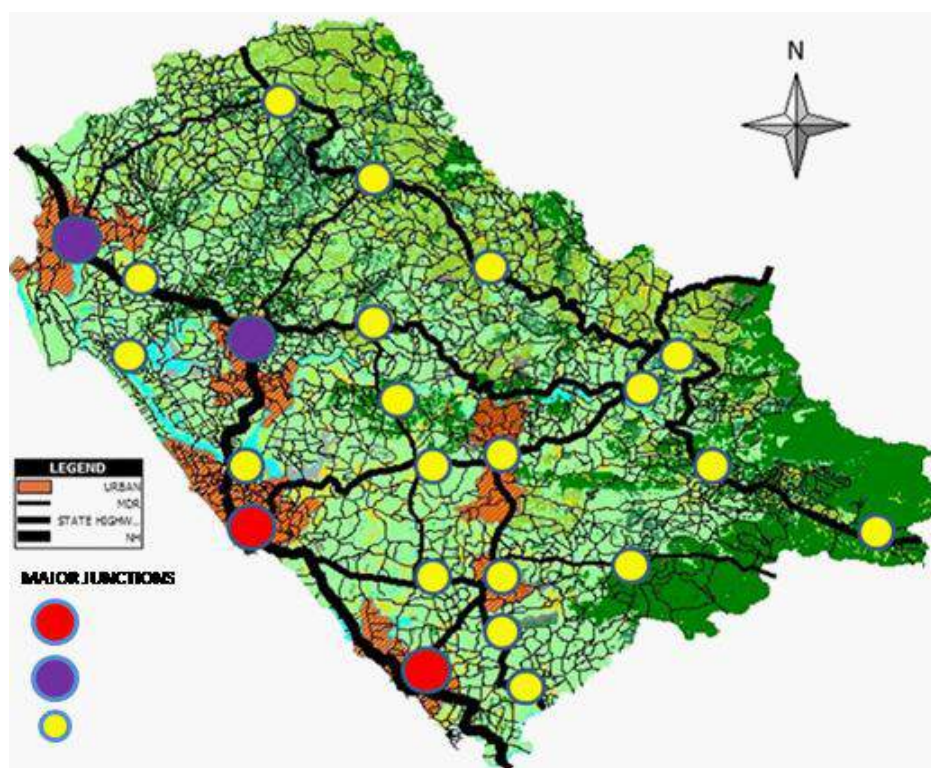 N
LEGEND
URBAN
MDR
STATE HIGHW...
NH
MAJOR JUNCTIONS